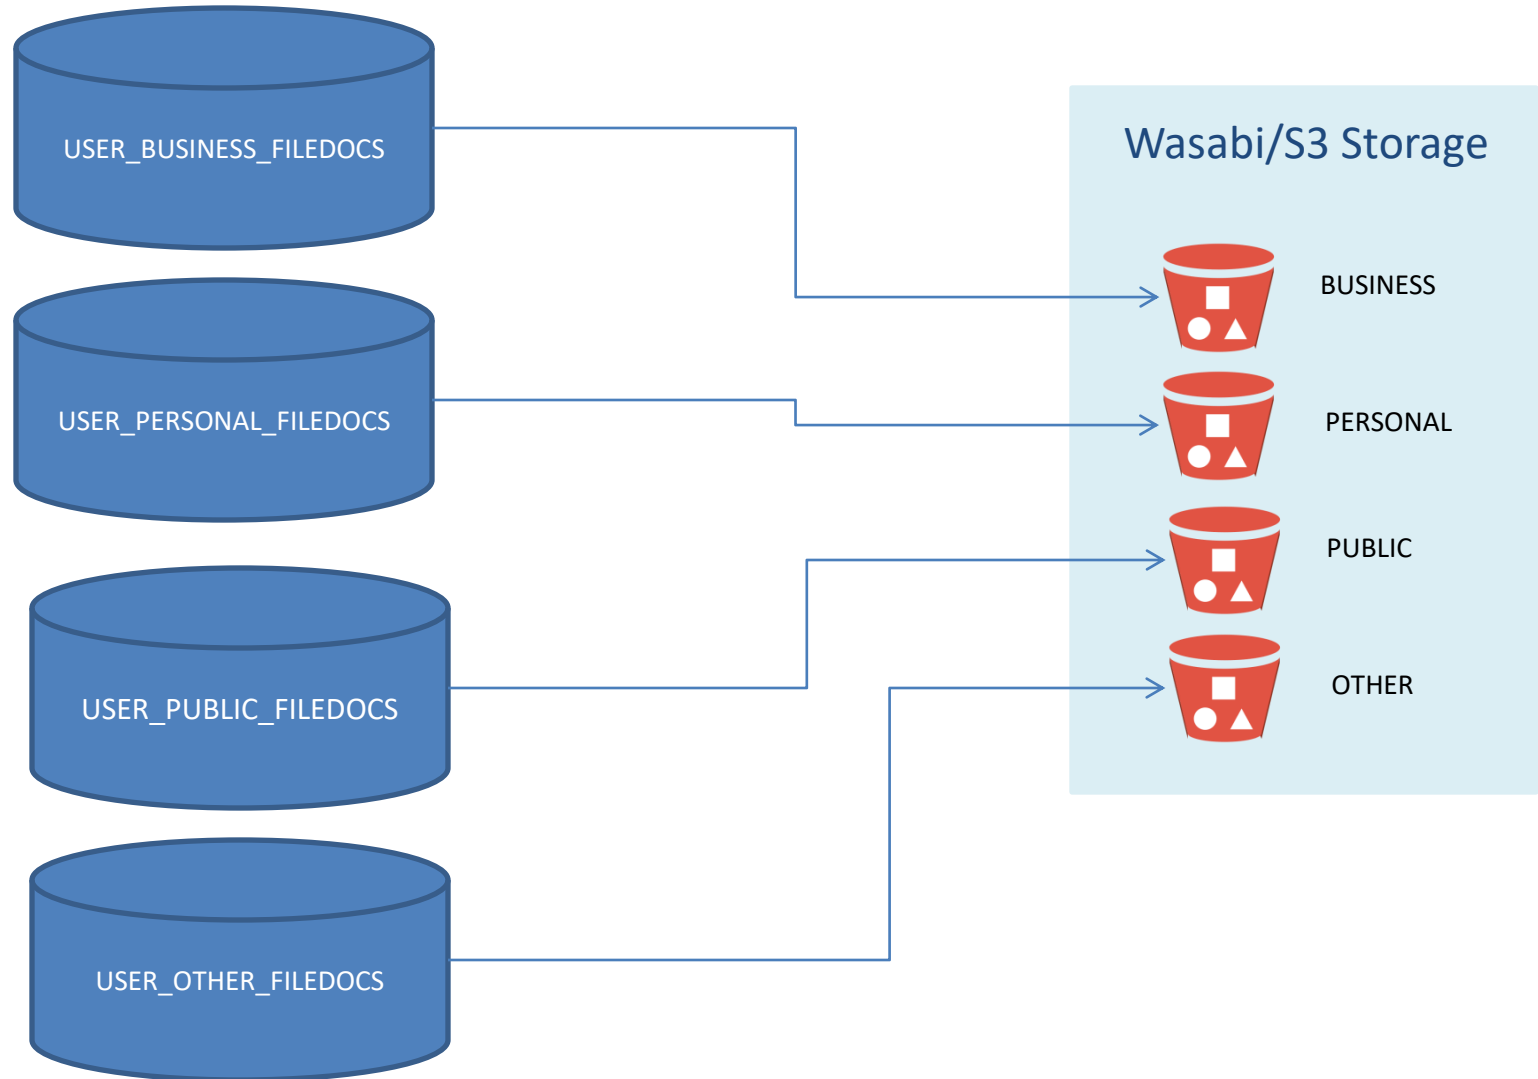 USER_BUSINESS_FILEDOCS
USER_PERSONAL_FILEDOCS
USER_PUBLIC_FILEDOCS
USER_OTHER_FILEDOCS
Wasabi/S3 Storage
BUSINESS
PERSONAL
PUBLIC
OTHER